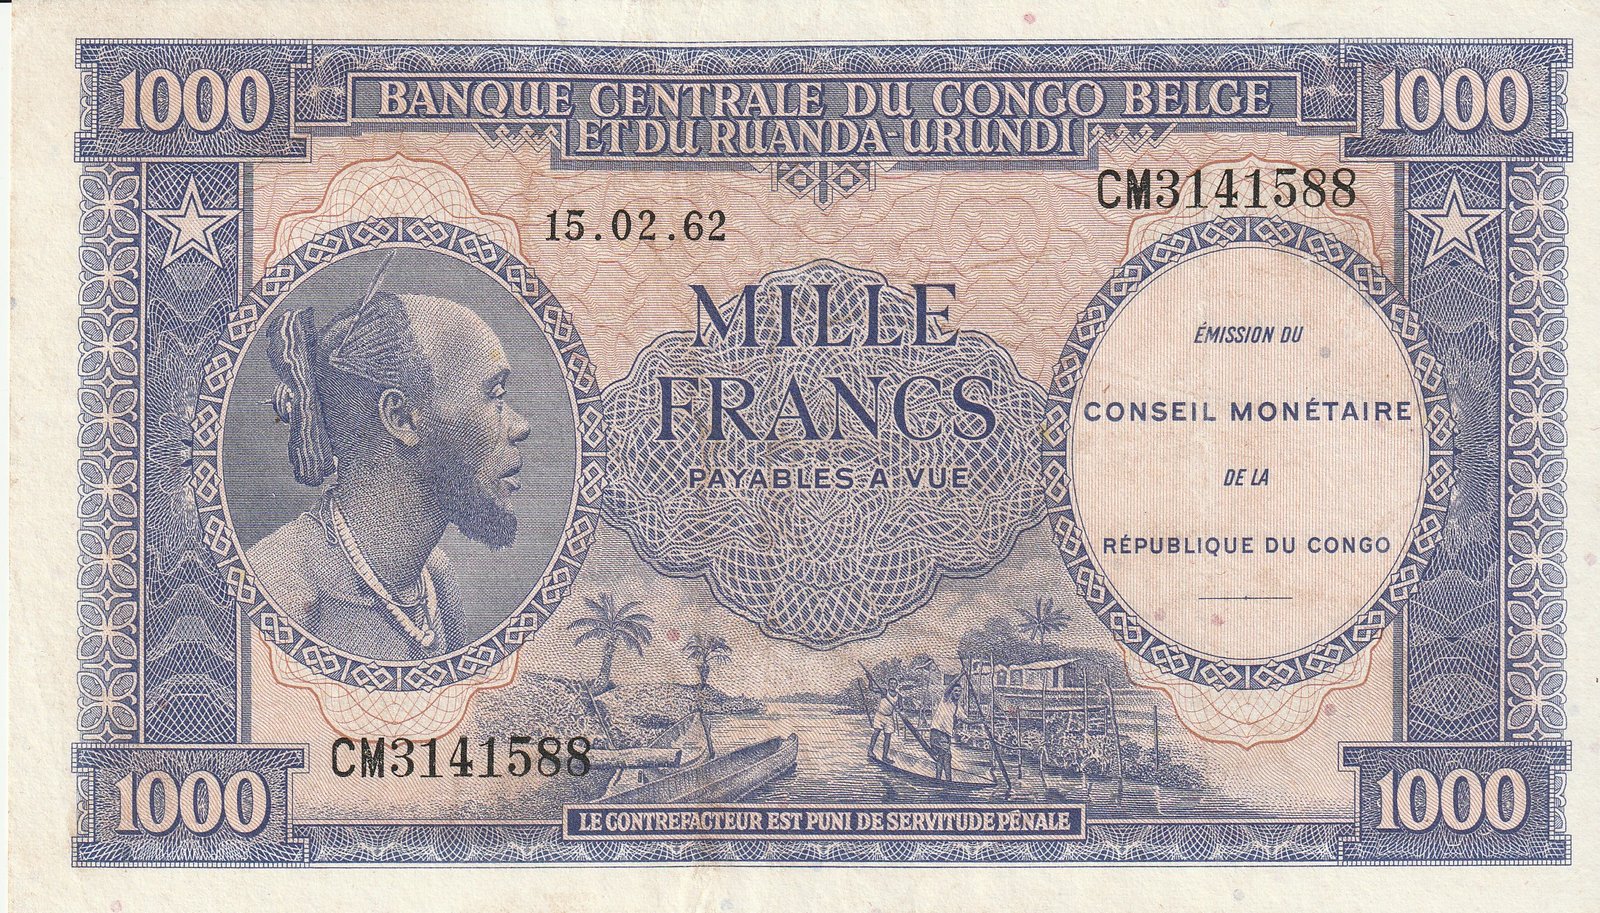 1000
BANQUE CENTRALE DU CONGO BELGE
1000
ET DU RUANDA-URUNDI
CM3141588
15.02.62
MILLE
FRANCS
PAYABLES A VUE
ÉMISSION DU
CONSEIL MONÉTAIRE
DE LA
RÉPUBLIQUE DU CONGO
CM3141588
1000
LE CONTREFACTEUR EST PUNI DE SERVITUDE PÉNALE
1000